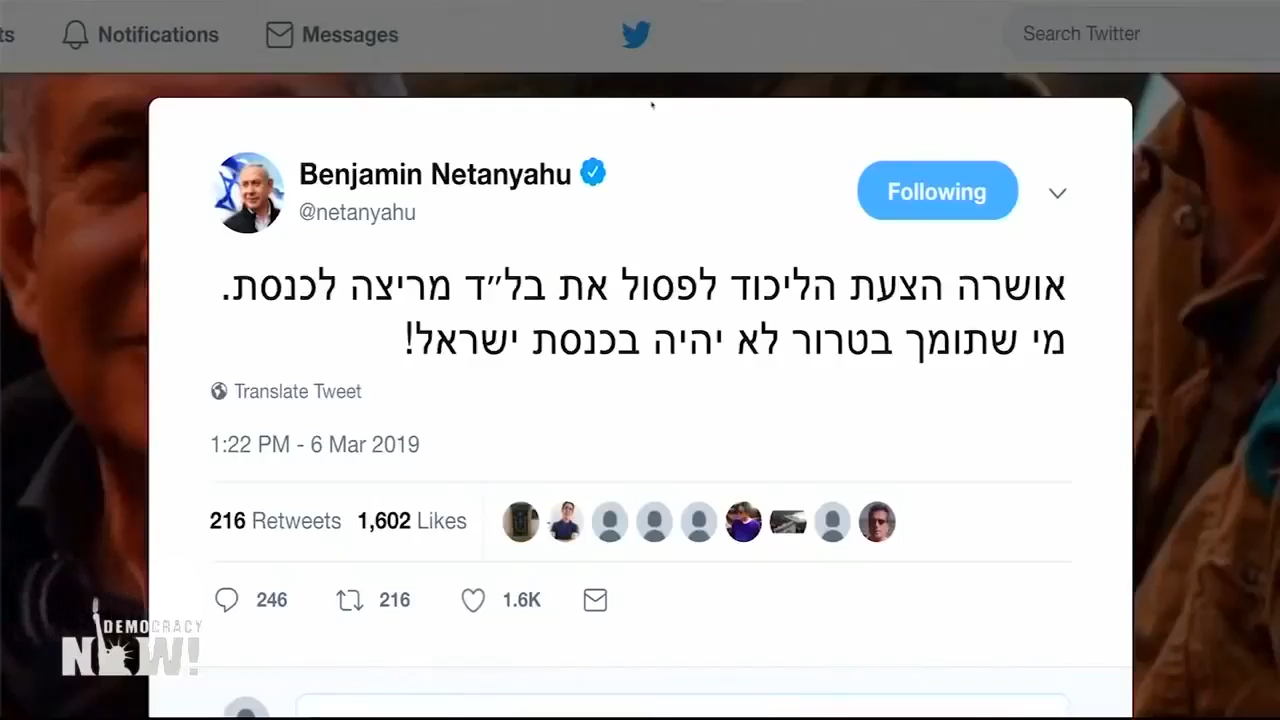 ts
Notifications
Messages
Search Twitter
Benjamin Netanyahu
@netanyahu
Following
אושרה הצעת הליכוד לפסול את בל״ד מריצה לכנסת.
מי שתומך בטרור לא יהיה בכנסת ישראל!
Translate Tweet
1:22 PM - 6 Mar 2019
216 Retweets 1,602 Likes
246 216 1.6K
DEMOCRACY
NOW!